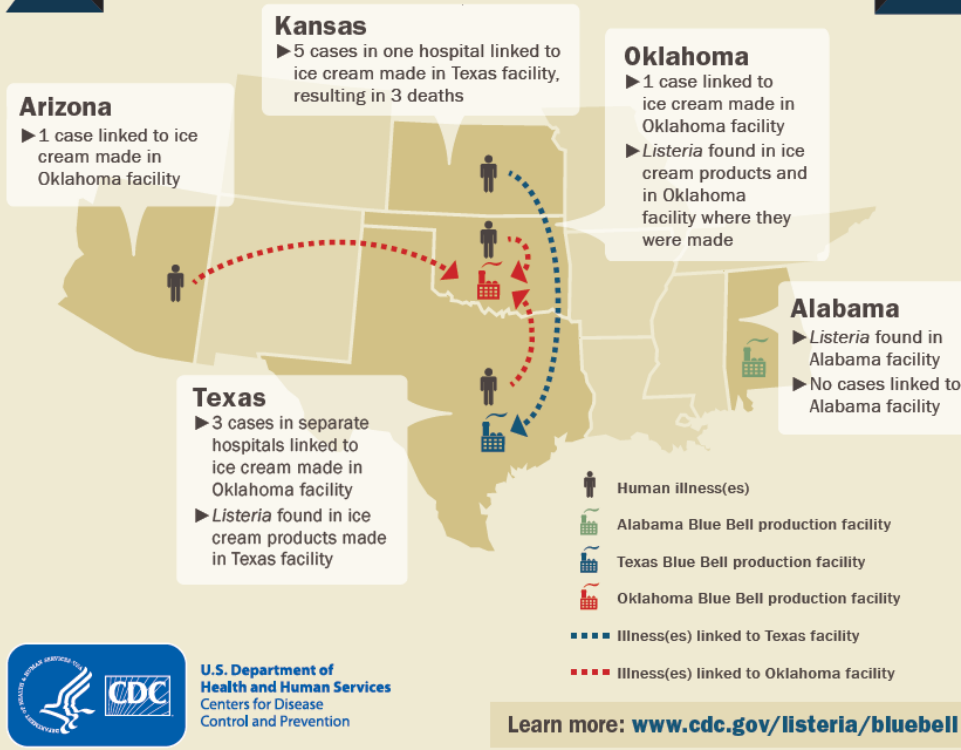 Kansas
▶5 cases in one hospital linked to
ice cream made in Texas facility,
resulting in 3 deaths
Oklahoma
▶1 case linked to
ice cream made in
Oklahoma facility
▶Listeria found in ice
cream products and
in Oklahoma
facility where they
were made
Arizona
▶1 case linked to ice
cream made in
Oklahoma facility
Alabama
▶Listeria found in
Alabama facility
▶No cases linked to
Alabama facility
Texas
▶3 cases in separate
hospitals linked to
ice cream made in
Oklahoma facility
▶Listeria found in ice
cream products made
in Texas facility
Human illness(es)
Alabama Blue Bell production facility
Texas Blue Bell production facility
Oklahoma Blue Bell production facility
Illness(es) linked to Texas facility
Illness(es) linked to Oklahoma facility
DEPARTMENT OF HEALTH & HUMAN SERVICES·USA
CDC
U.S. Department of
Health and Human Services
Centers for Disease
Control and Prevention
Learn more: www.cdc.gov/listeria/bluebell